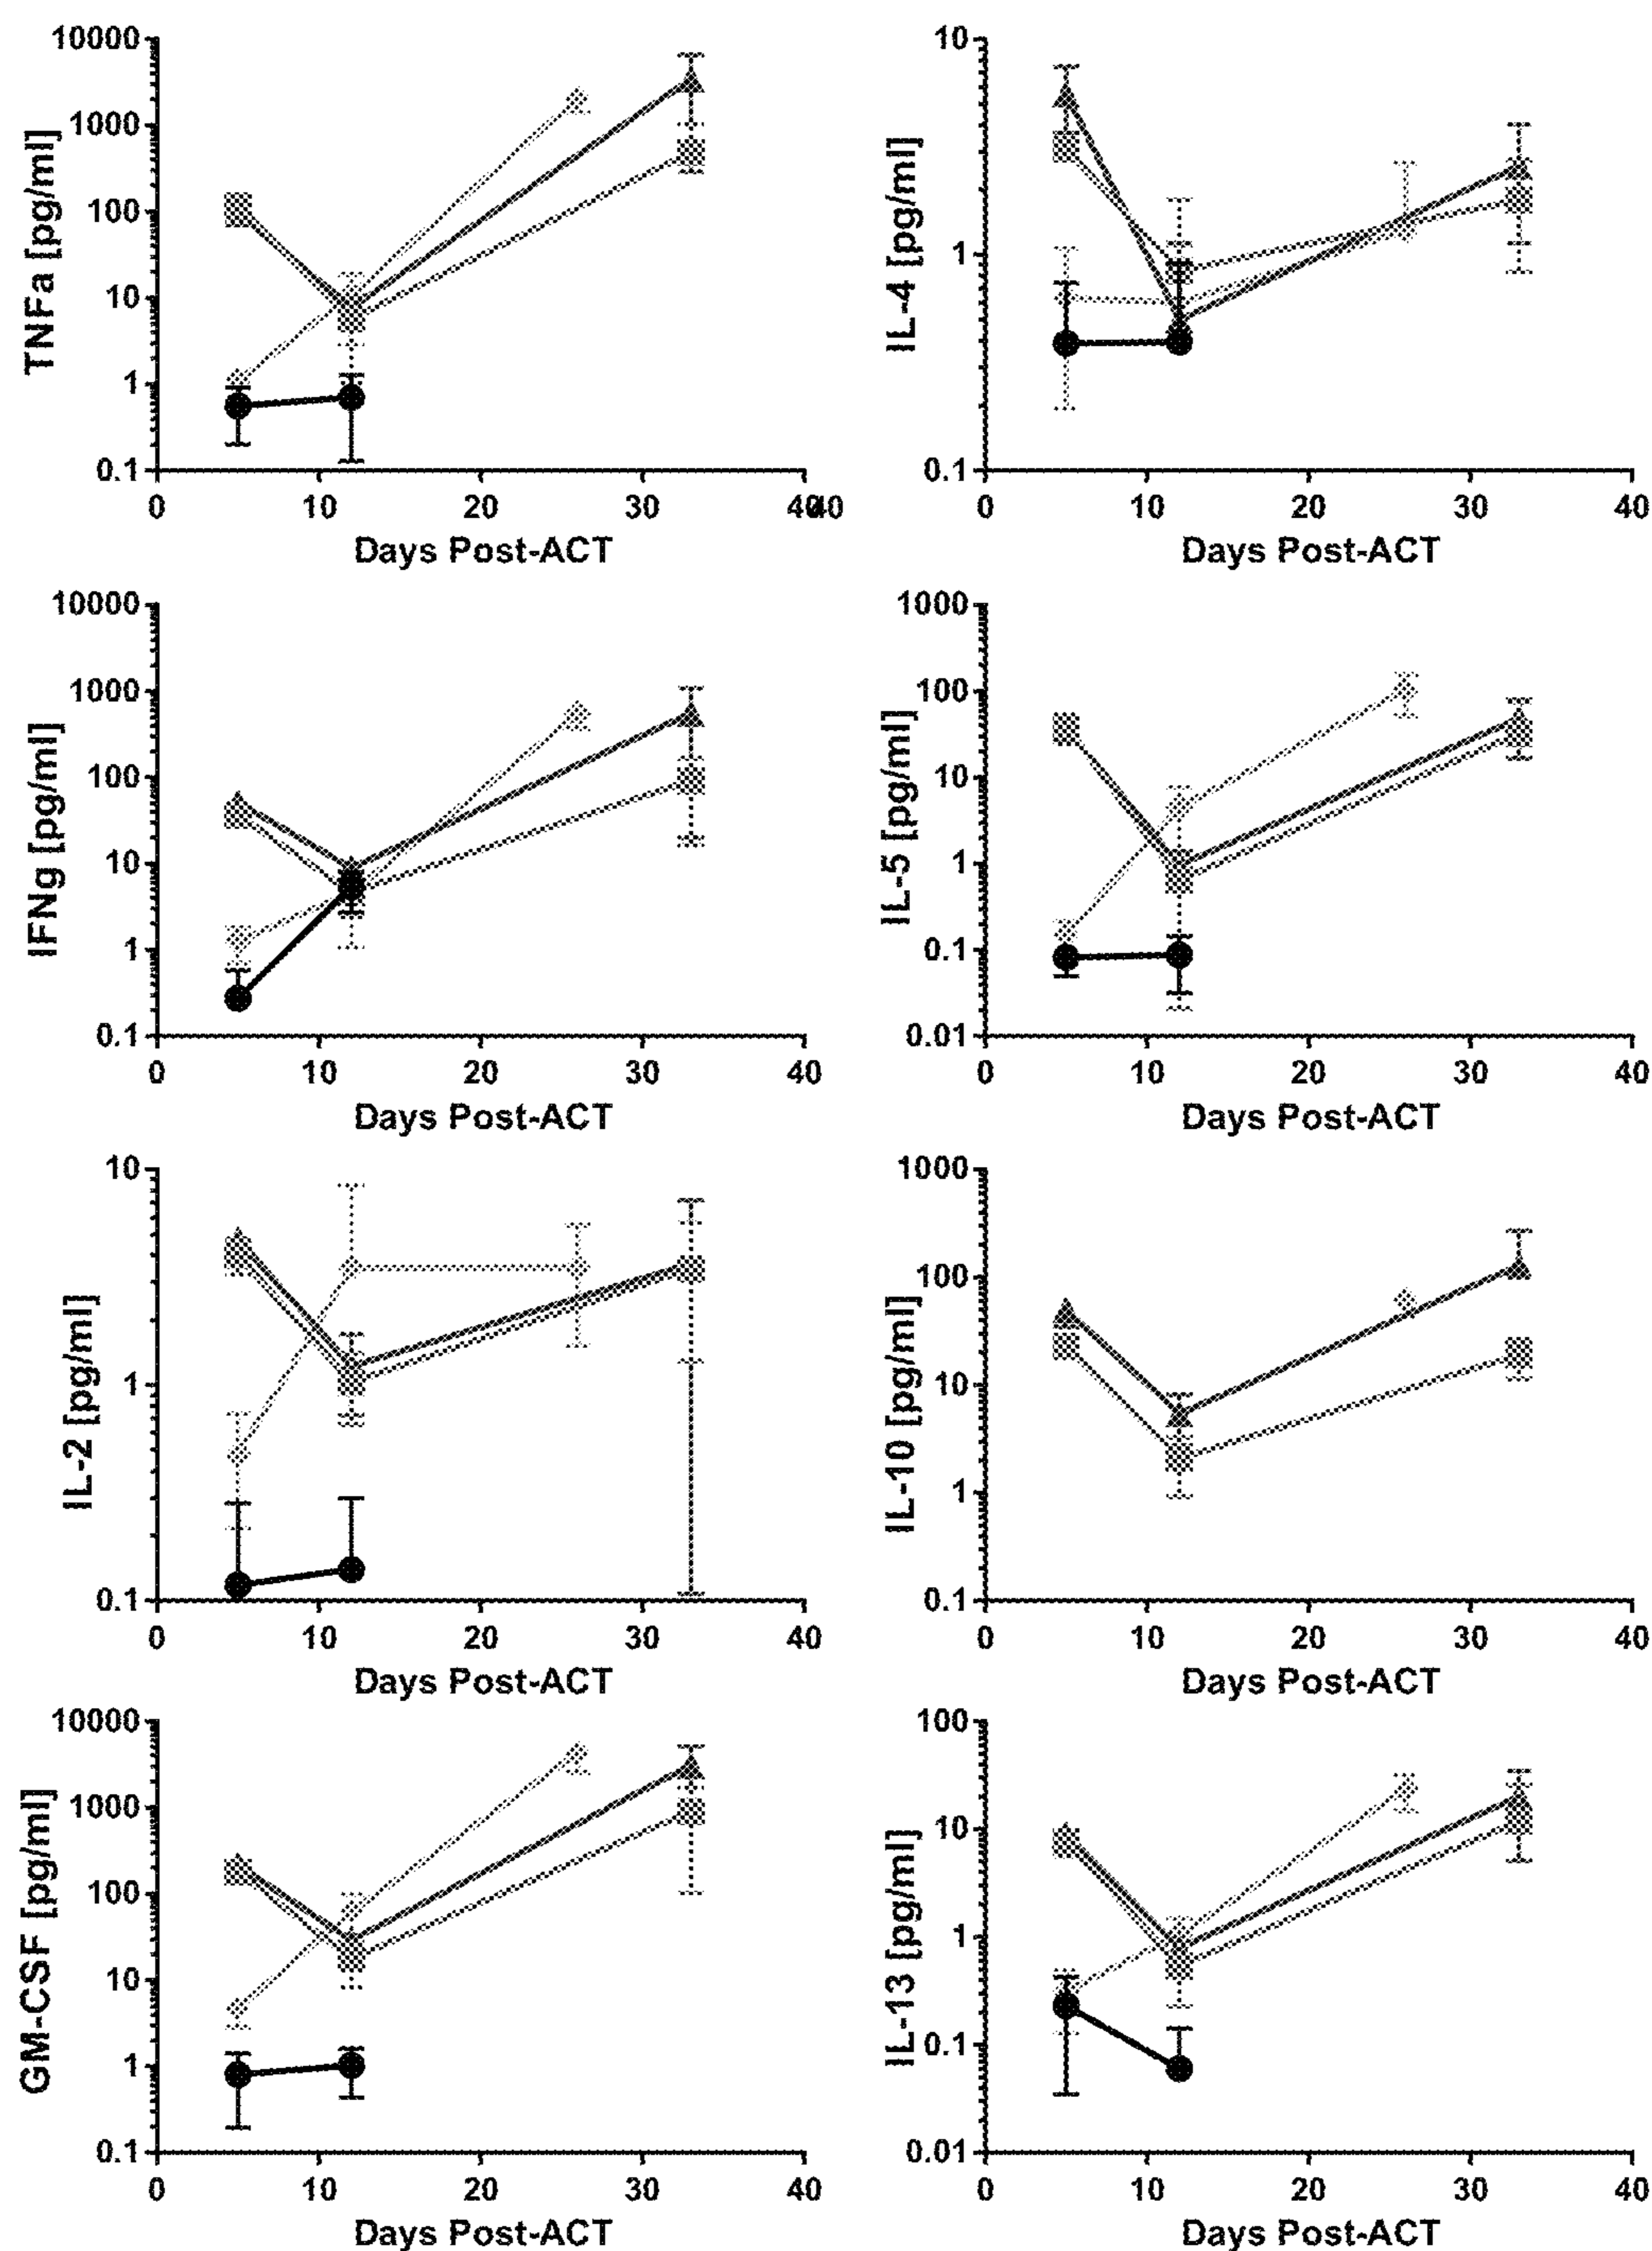 TNFa [pg/ml]
10000
1000
100
10
1
0.1
0 10 20 30 40 40
Days Post-ACT
IL-4 [pg/ml]
10
1
0.1
0 10 20 30 40
Days Post-ACT
IFNg [pg/ml]
10000
1000
100
10
1
0.1
0 10 20 30 40
Days Post-ACT
IL-5 [pg/ml]
1000
100
10
1
0.1
0.01
0 10 20 30 40
Days Post-ACT
IL-2 [pg/ml]
10
1
0.1
0 10 20 30 40
Days Post-ACT
IL-10 [pg/ml]
1000
100
10
1
0.1
0 10 20 30 40
Days Post-ACT
GM-CSF [pg/ml]
10000
1000
100
10
1
0.1
0 10 20 30 40
Days Post-ACT
IL-13 [pg/ml]
100
10
1
0.1
0.01
0 10 20 30 40
Days Post-ACT